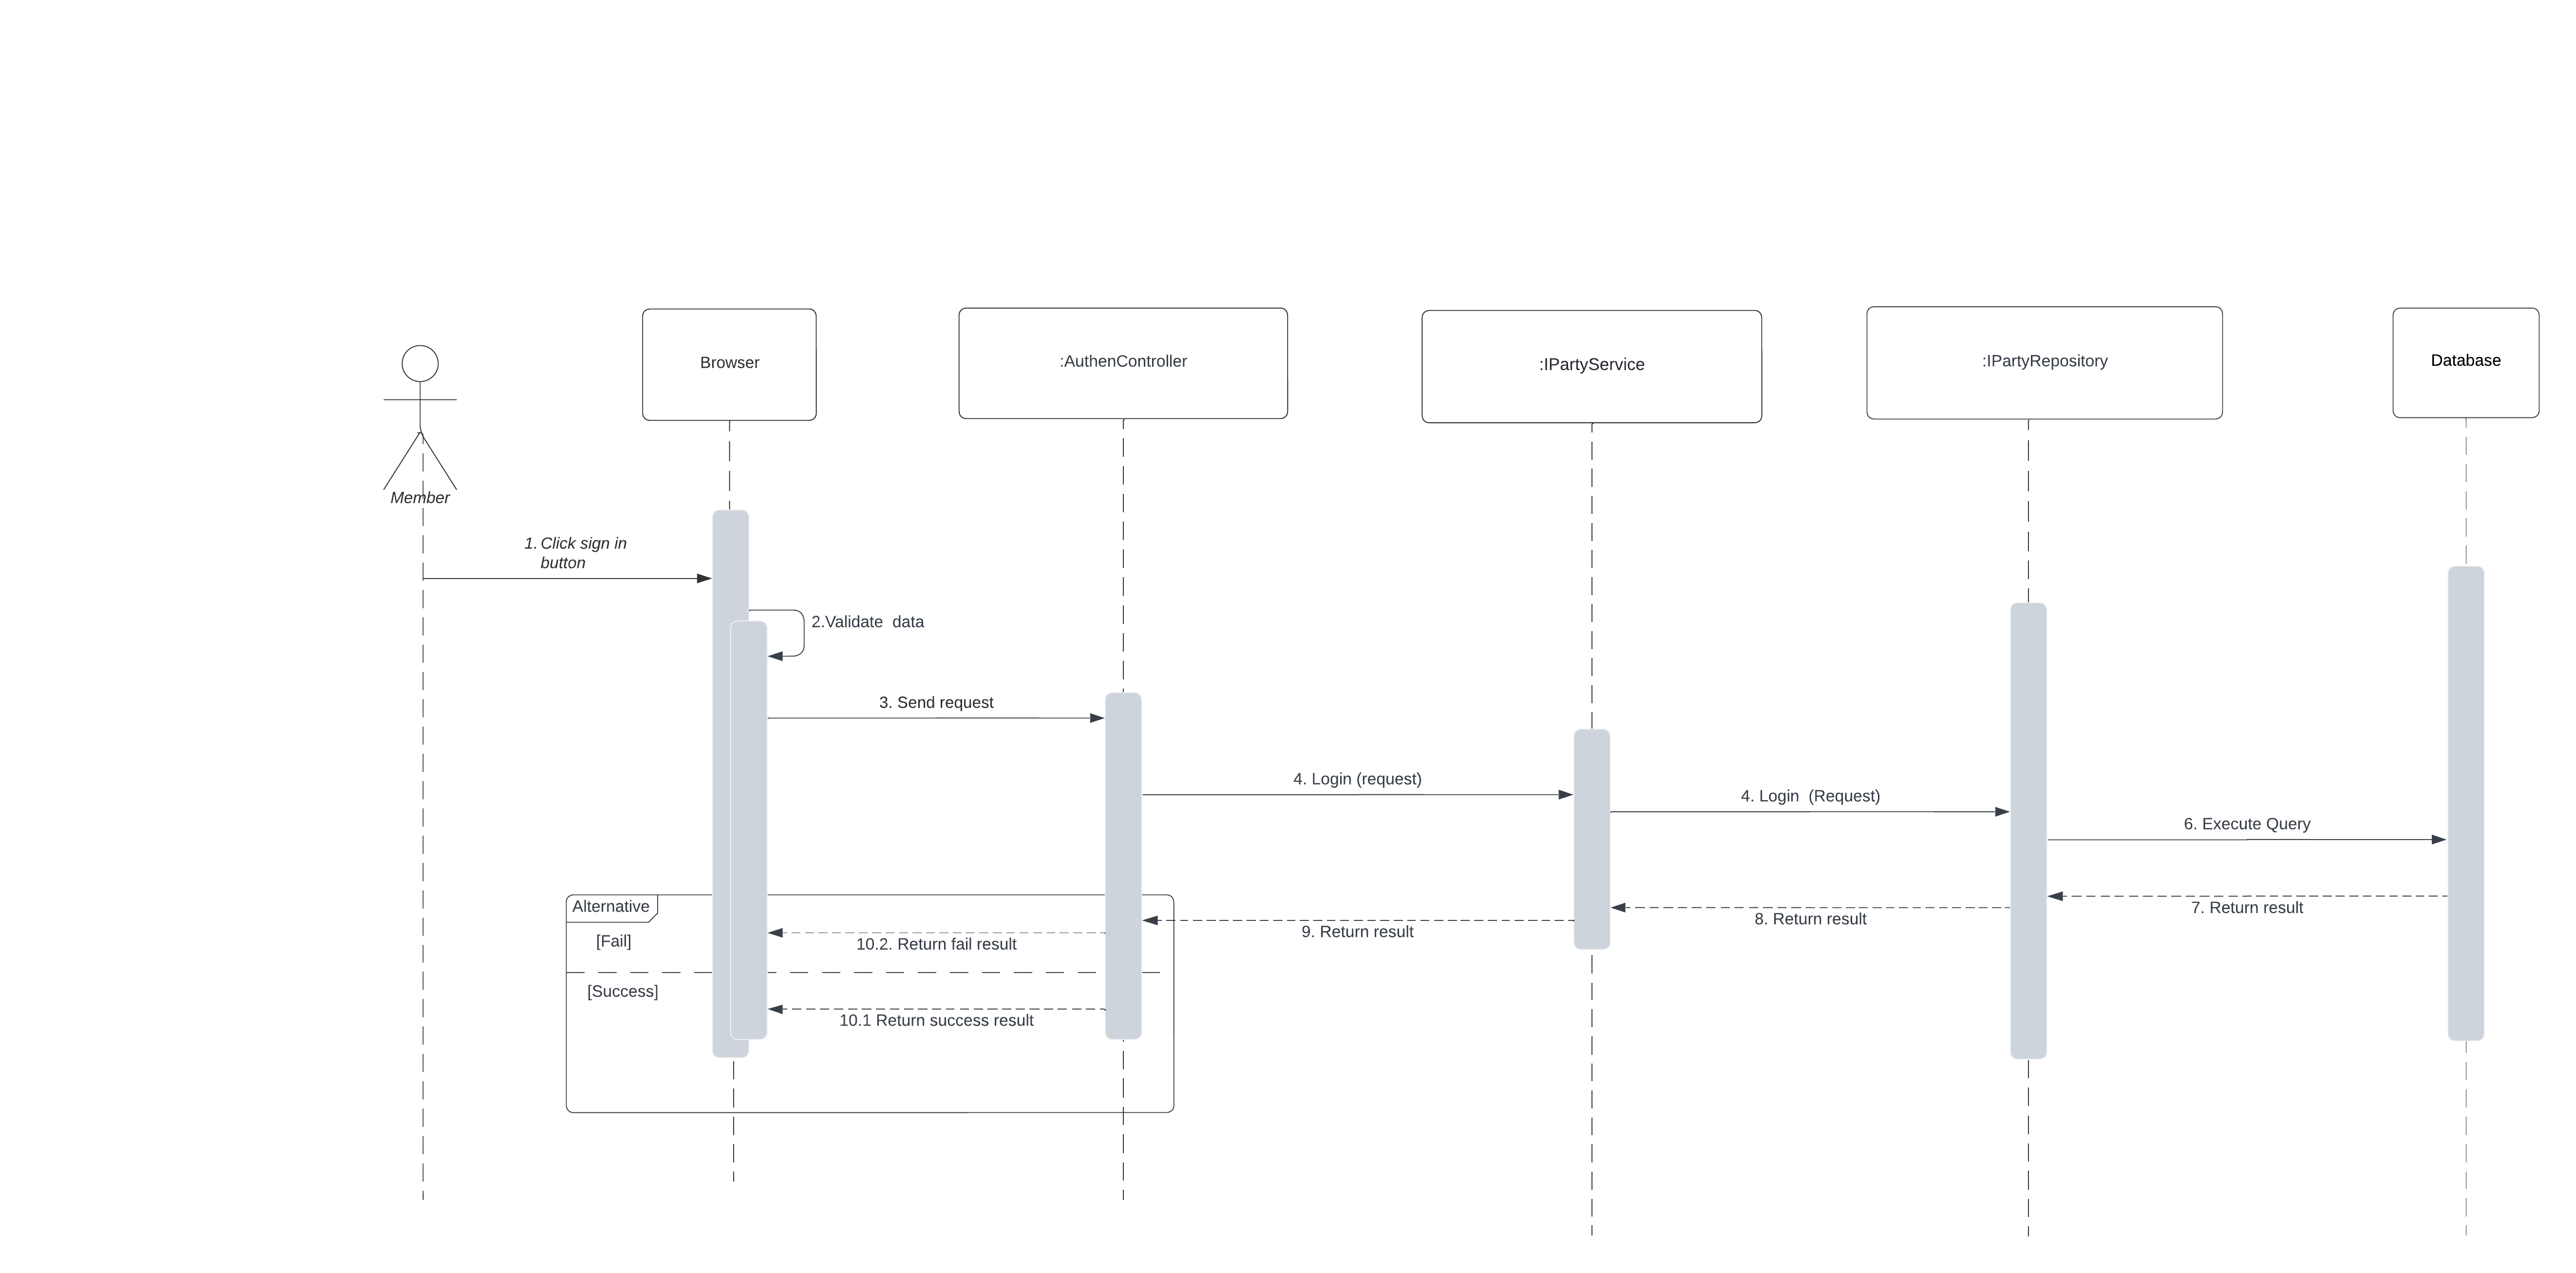 Browser
:AuthenController
:IPartyService
:IPartyRepository
Database
Member
1. Click sign in
button
2.Validate  data
3. Send request
4. Login (request)
4. Login  (Request)
6. Execute Query
7. Return result
8. Return result
9. Return result
Alternative
[Fail]
10.2. Return fail result
[Success]
10.1 Return success result